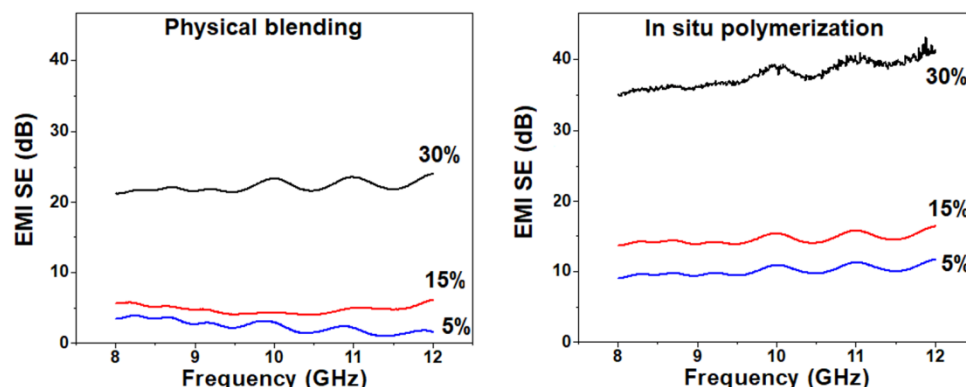 Physical blending
EMI SE (dB)
40
30
20
10
0
30%
15%
5%
8 9 10 11 12
Frequency (GHz)
In situ polymerization
EMI SE (dB)
40
30
20
10
0
30%
15%
5%
8 9 10 11 12
Frequency (GHz)